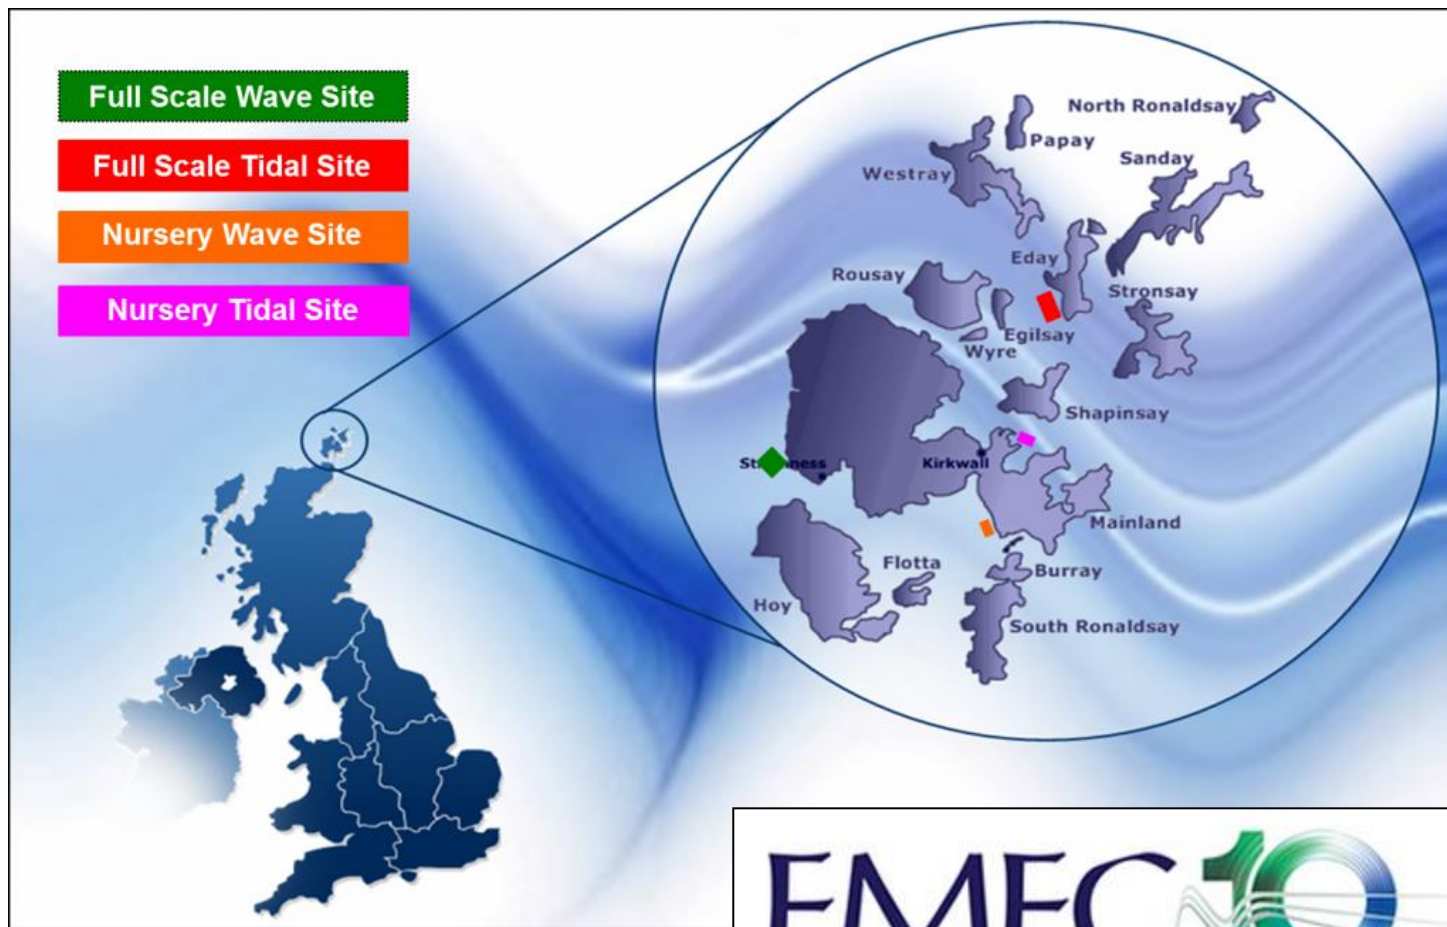 Full Scale Wave Site
Full Scale Tidal Site
Nursery Wave Site
Nursery Tidal Site
North Ronaldsay
Papay
Sanday
Westray
Eday
Rousay
Stronsay
Egilsay
Wyre
Shapinsay
Kirkwall
Mainland
Flotta
Burray
Hoy
South Ronaldsay
EMEC 10